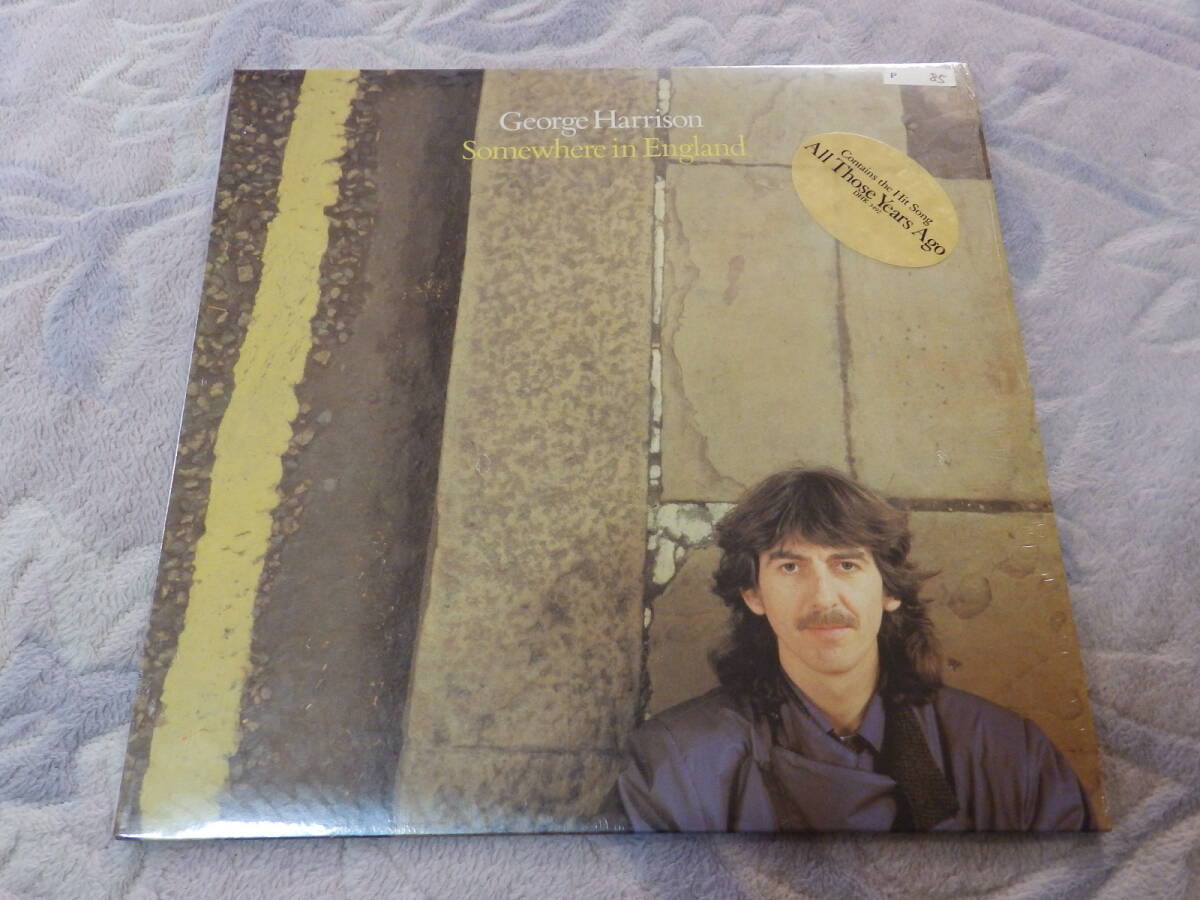 P 85
George Harrison
Somewhere in England
Contains the Hit Song
All Those Years Ago